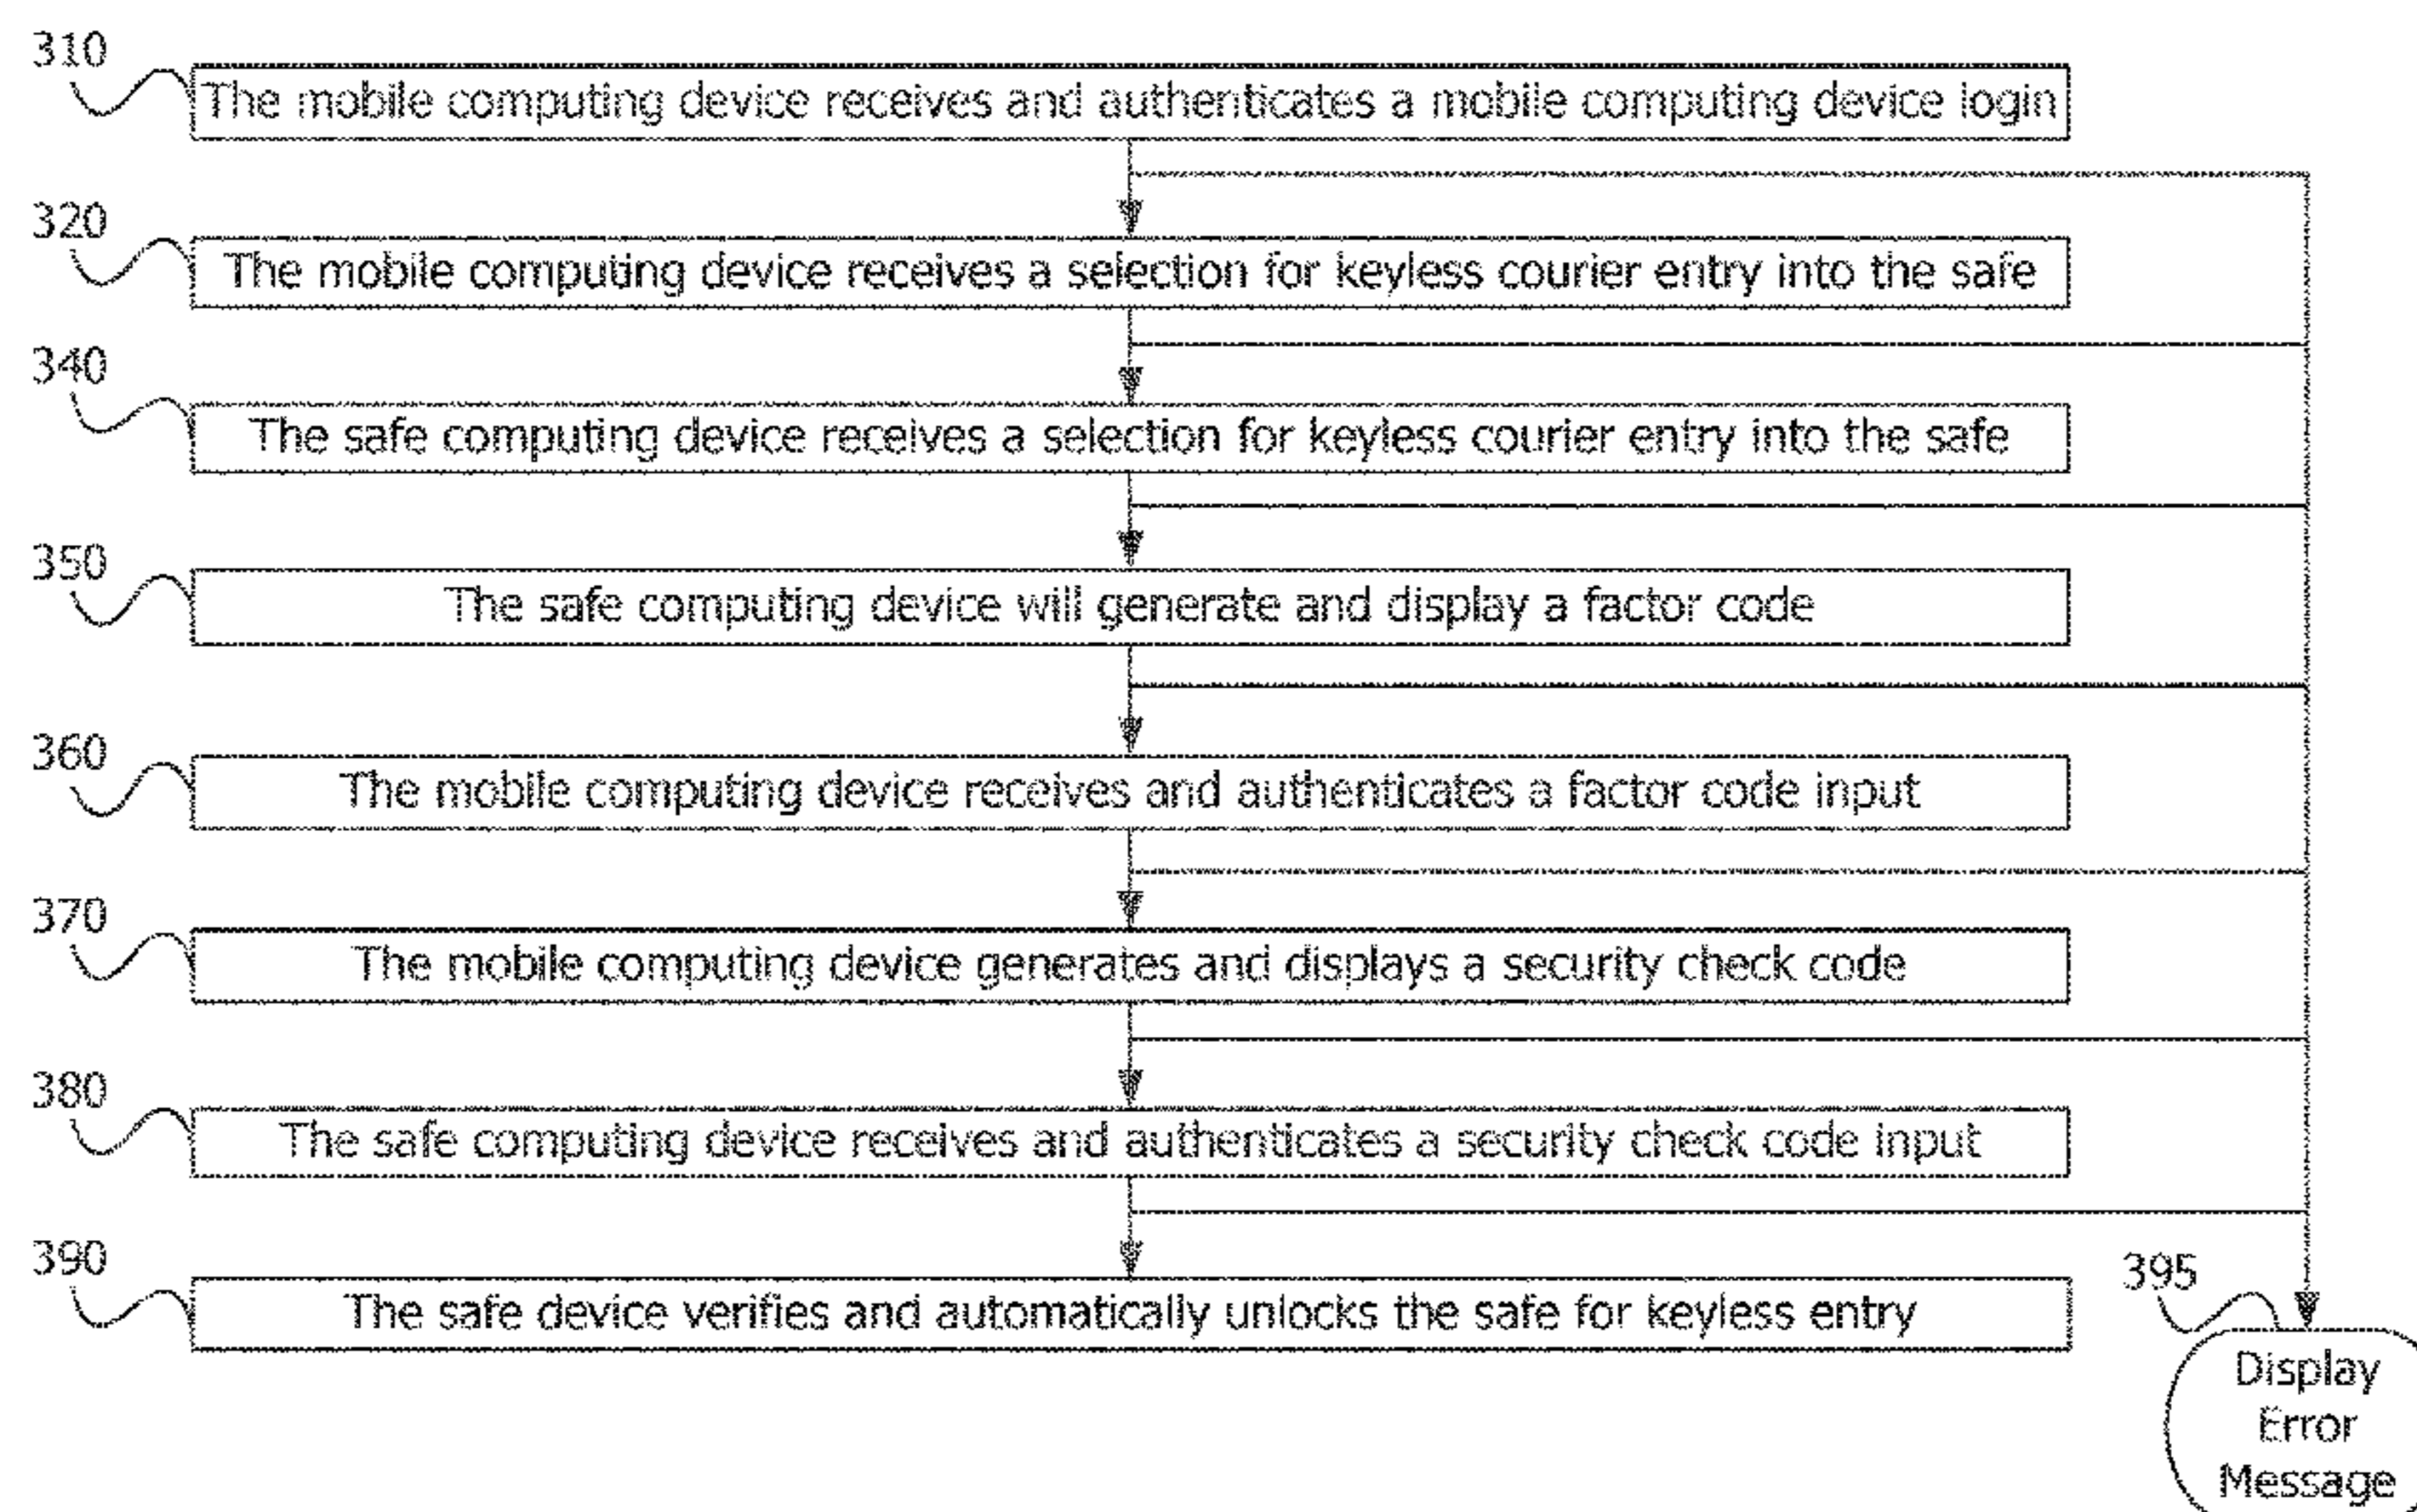 310
The mobile computing device receives and authenticates a mobile computing device login
320
The mobile computing device receives a selection for keyless courier entry into the safe
340
The safe computing device receives a selection for keyless courier entry into the safe
350
The safe computing device will generate and display a factor code
360
The mobile computing device receives and authenticates a factor code input
370
The mobile computing device generates and displays a security check code
380
The safe computing device receives and authenticates a security check code input
390
The safe device verifies and automatically unlocks the safe for keyless entry
395
Display
Error
Message